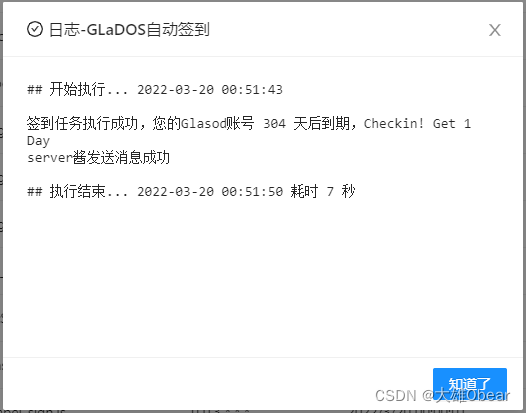 日志-GLaDOS自动签到
## 开始执行... 2022-03-20 00:51:43
签到任务执行成功，您的Glasod账号 304 天后到期，Checkin! Get 1
Day
server酱发送消息成功
## 执行结束... 2022-03-20 00:51:50 耗时 7 秒
知道了
CSDN @大雄0bear